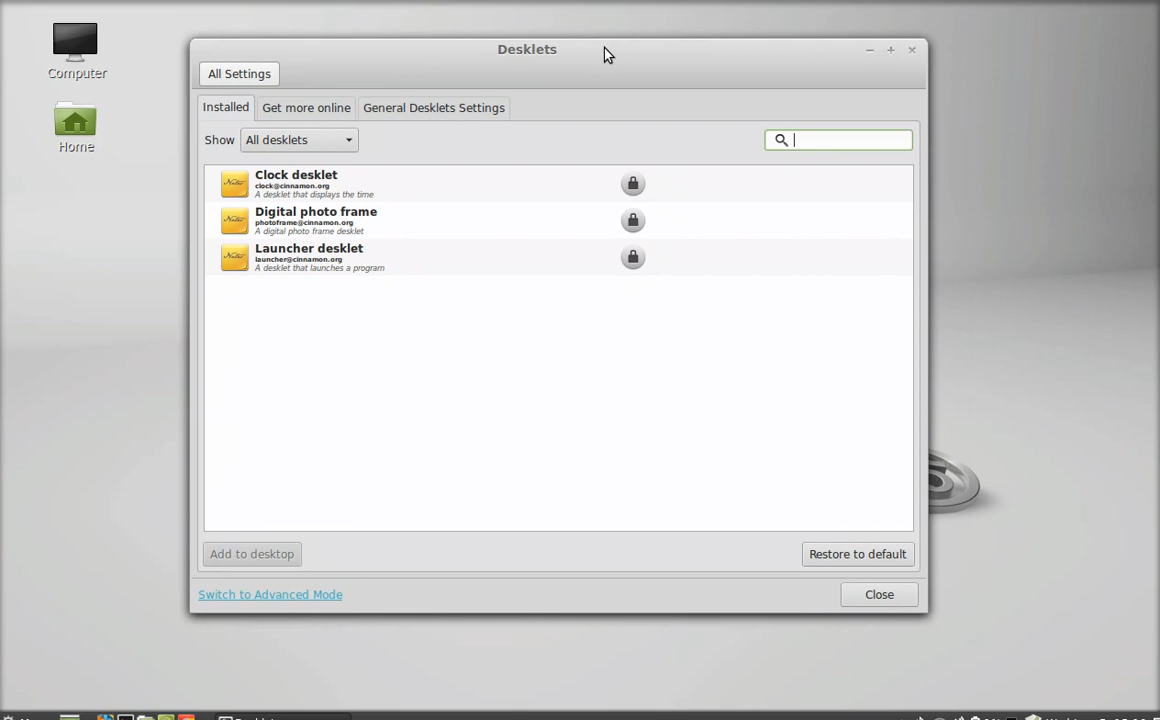 Computer
Home
Desklets
All Settings
Installed
Get more online
General Desklets Settings
Show
All desklets
Clock desklet
clock@cinnamon.org
A desklet that displays the time
Digital photo frame
photoframe@cinnamon.org
A digital photo frame desklet
Launcher desklet
launcher@cinnamon.org
A desklet that launches a program
Add to desktop
Restore to default
Switch to Advanced Mode
Close